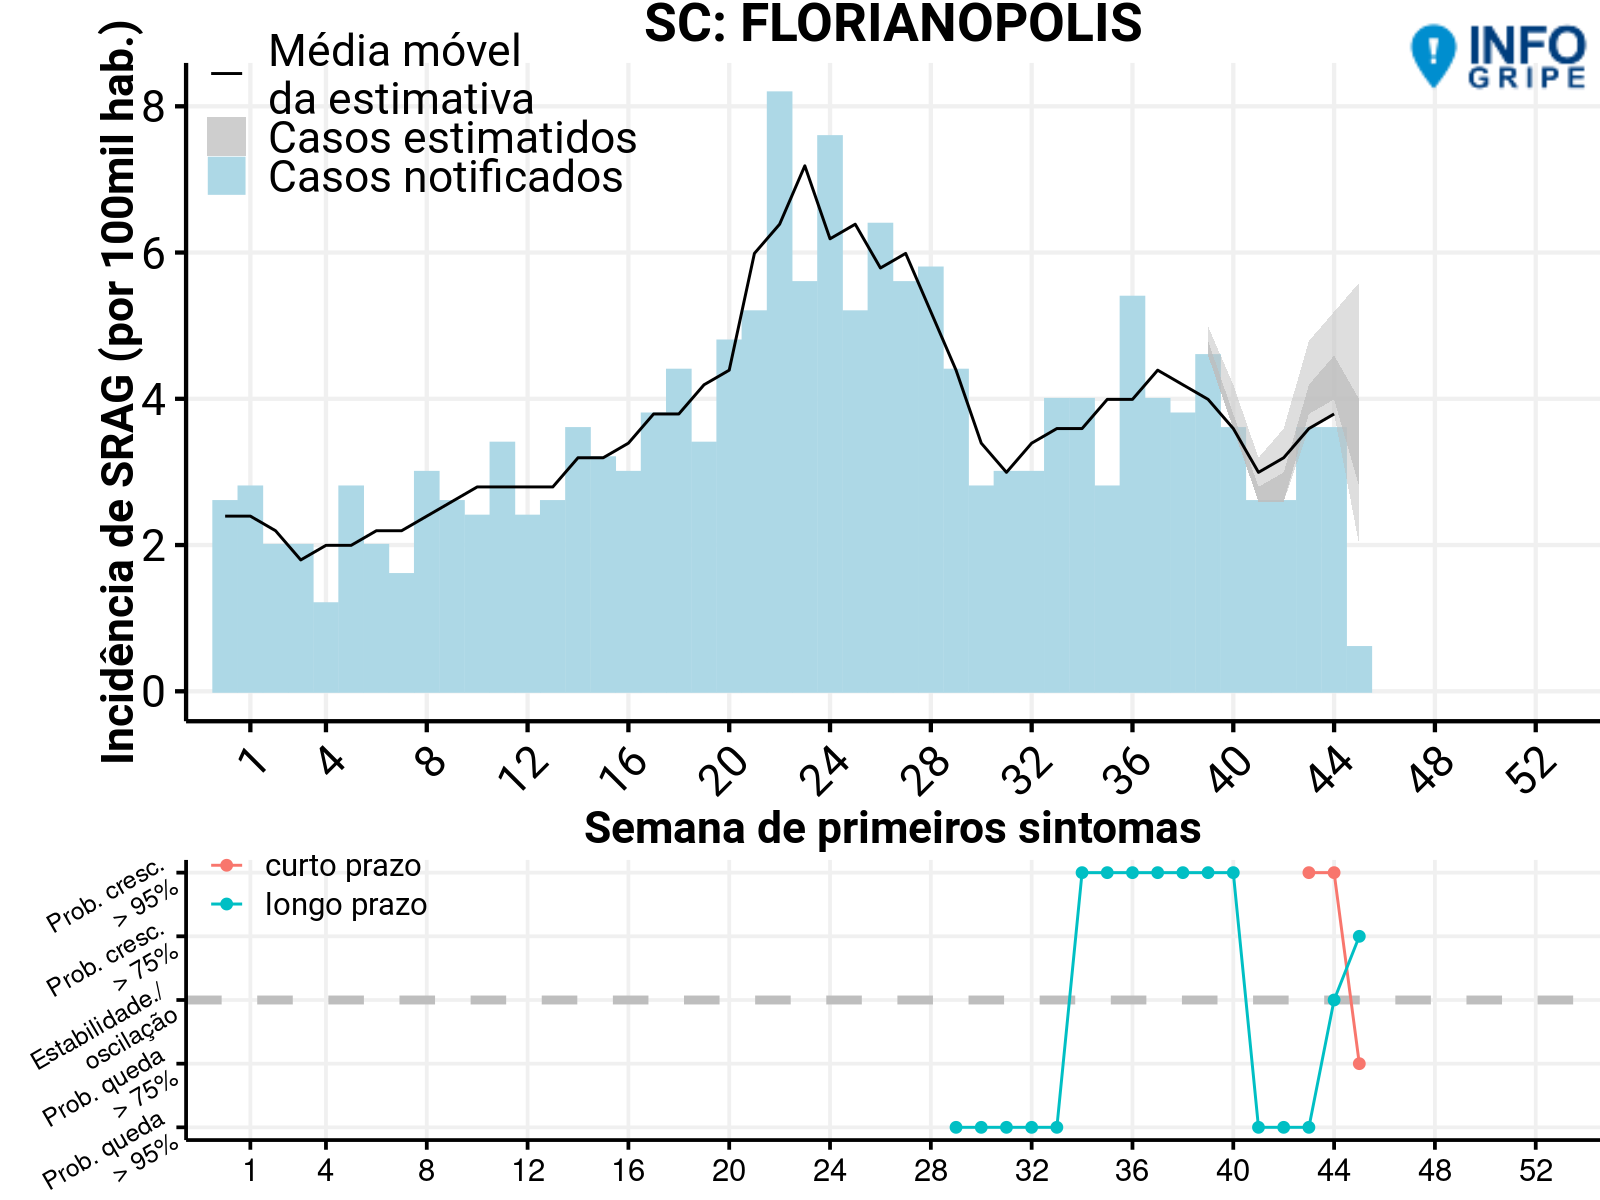 SC: FLORIANOPOLIS
INFO
GRIPE
Média móvel
da estimativa
Casos estimatidos
Casos notificados
Incidência de SRAG (por 100mil hab.)
8
6
4
2
0
1 4 8 12 16 20 24 28 32 36 40 44 48 52
Semana de primeiros sintomas
curto prazo
longo prazo
Prob. cresc.
> 95%
Prob. cresc.
> 75%
Estabilidade./
oscilação
Prob. queda
> 75%
Prob. queda
> 95%
1 4 8 12 16 20 24 28 32 36 40 44 48 52